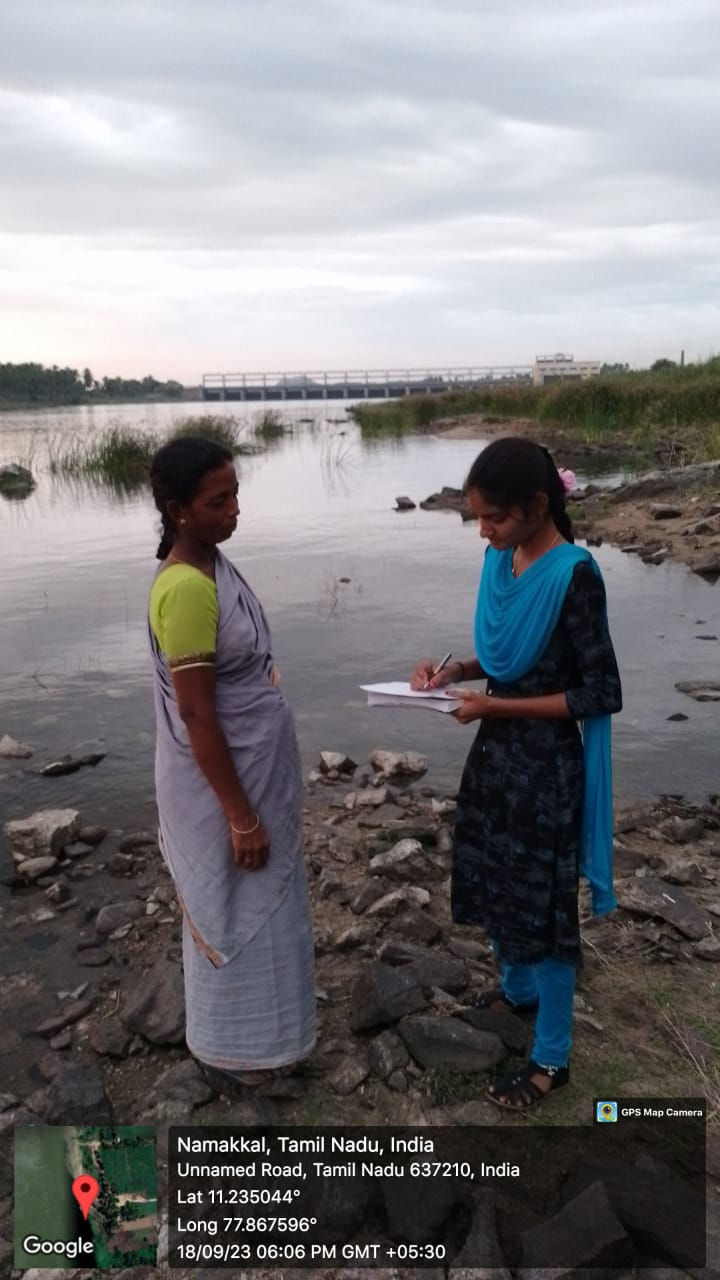 GPS Map Camera
Namakkal, Tamil Nadu, India
Unnamed Road, Tamil Nadu 637210, India
Lat 11.235044°
Long 77.867596°
18/09/23 06:06 PM GMT +05:30
Google